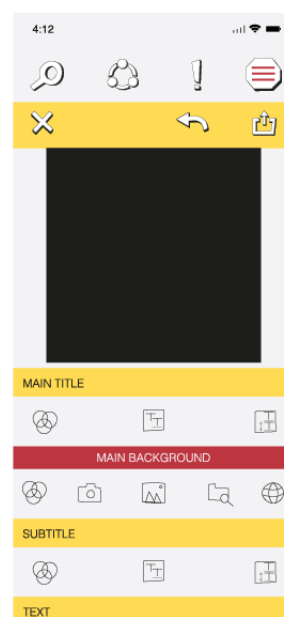 4:12
MAIN TITLE
MAIN BACKGROUND
SUBTITLE
TEXT